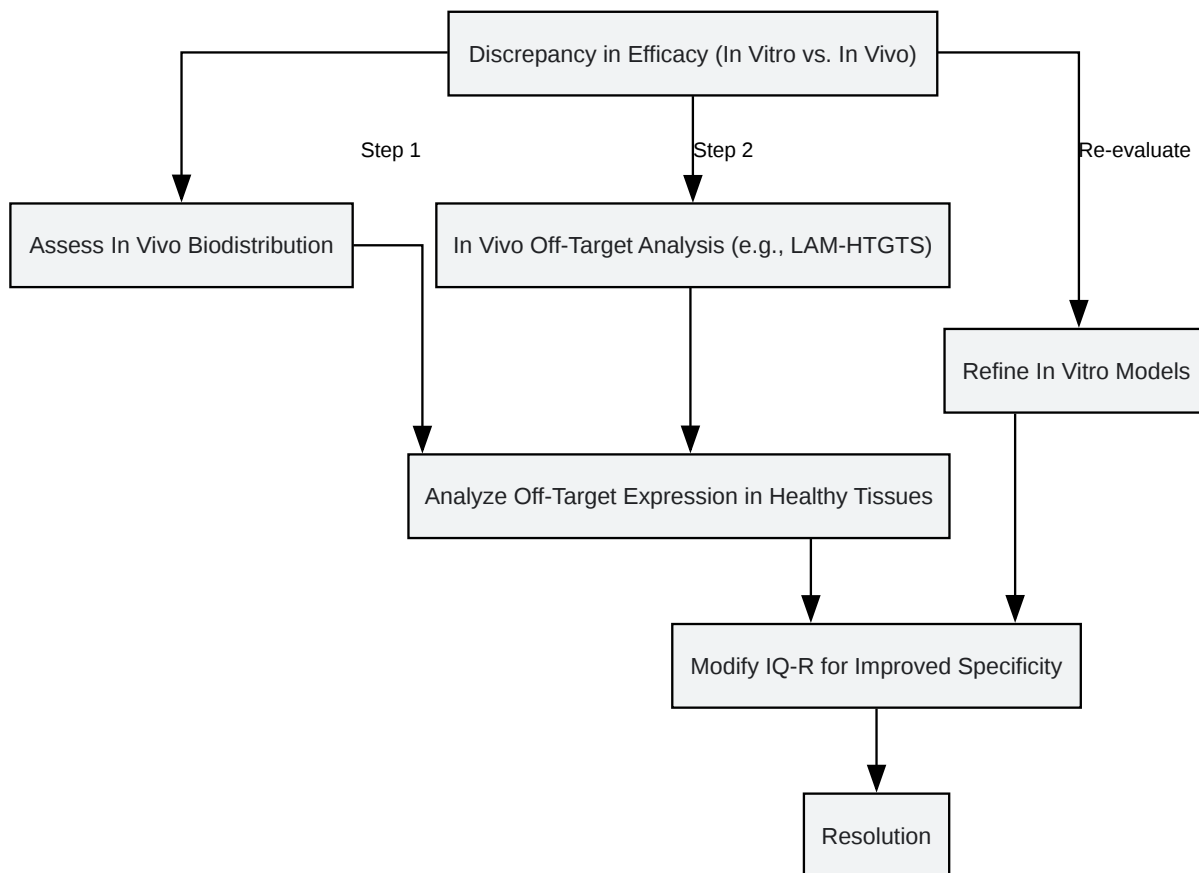 Discrepancy in Efficacy (In Vitro vs. In Vivo)
Step 1
Step 2
Re-evaluate
Assess In Vivo Biodistribution
In Vivo Off-Target Analysis (e.g., LAM-HTGTS)
Refine In Vitro Models
Analyze Off-Target Expression in Healthy Tissues
Modify IQ-R for Improved Specificity
Resolution